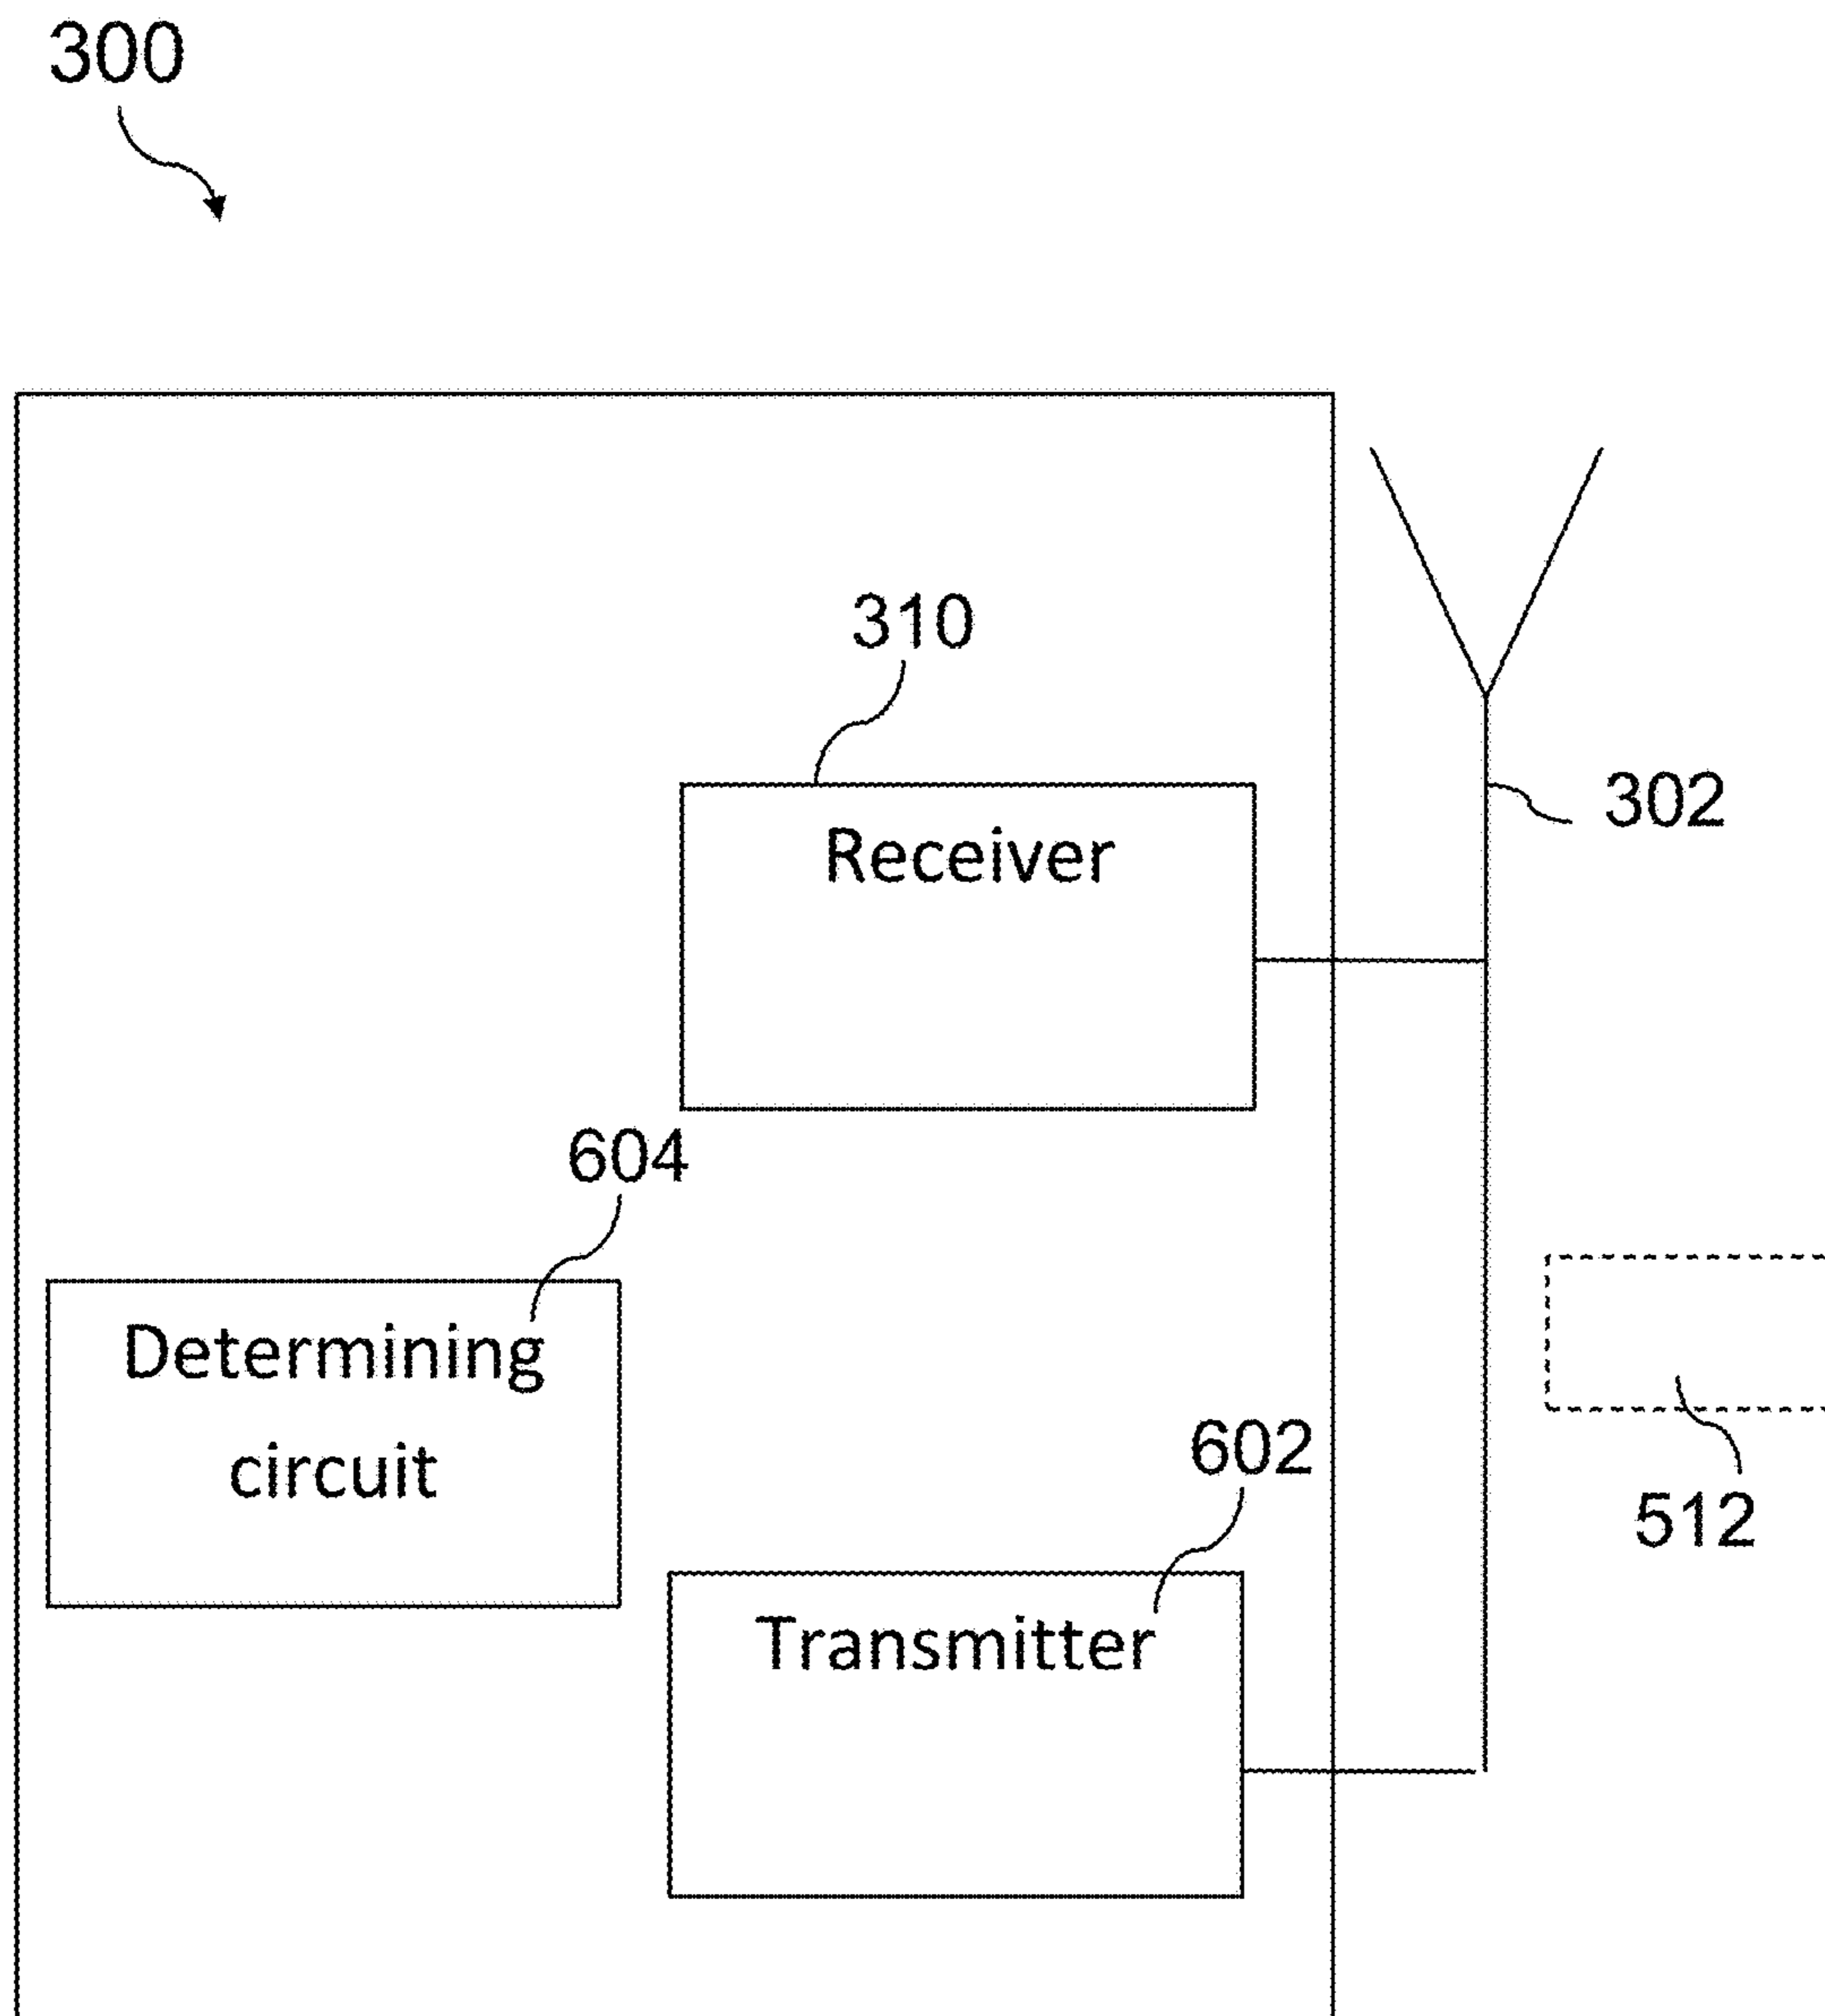 300
310
Receiver
302
604
Determining
circuit
602
512
Transmitter